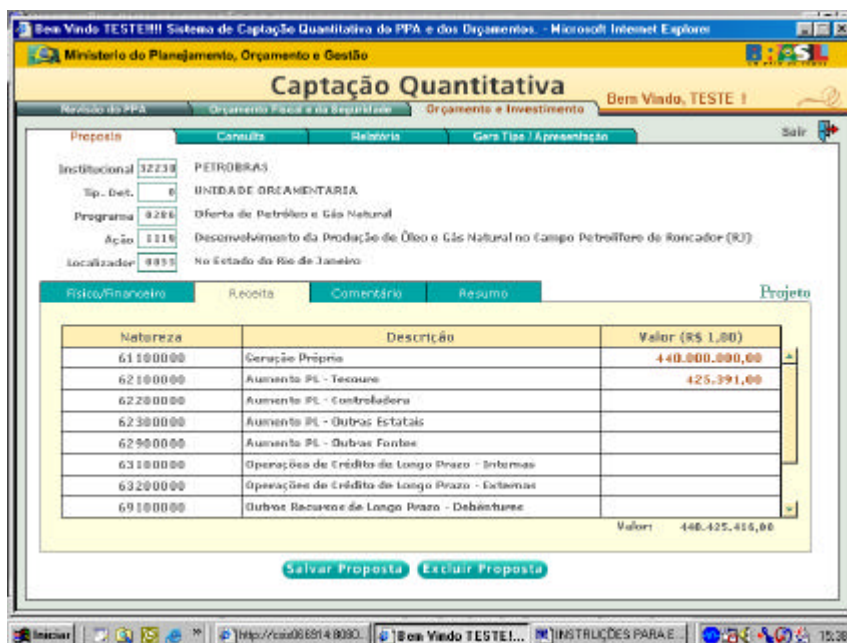 Bem Vindo TESTE!!!! Sistema de Captação Quantitativa do PPA e dos Orçamentos. - Microsoft Internet Explorer
Ministerio do Planejamento, Orçamento e Gestão
BRASIL
Captação Quantitativa
Bem Vindo, TESTE !
Revisão do PPA Orçamento Fiscal e da Seguridade Orçamento e Investimento
Proposta Consulta Relatório Gera Tipo / Apresentação Sair
Institucional 32230 PETROBRAS
Tip. Det. 0 UNIDADE ORCAMENTARIA
Programa 0286 Oferta de Petróleo e Gás Natural
Ação 1110 Desenvolvimento da Produção de Óleo e Gás Natural no Campo Petrolífero de Roncador (RJ)
Localizador No Estado do Rio de Janeiro
Físico/Financeiro Receita Comentário Resumo Projeto
Natureza Descrição Valor (R$ 1,00)
61100000 Geração Própria 440.000.000,00
62100000 Aumento PL - Tesouro 425.391,00
62200000 Aumento PL - Controladora
62300000 Aumento PL - Outras Estatais
62900000 Aumento PL - Outras Fontes
63100000 Operações de Crédito de Longo Prazo - Internas
63200000 Operações de Crédito de Longo Prazo - Externas
69100000 Outros Recursos de Longo Prazo - Debêntures
Valor: 440.425.416,00
Salvar Proposta Excluir Proposta
Iniciar Bem Vindo TESTE!... INSTRUÇÕES PARA E... 15:38